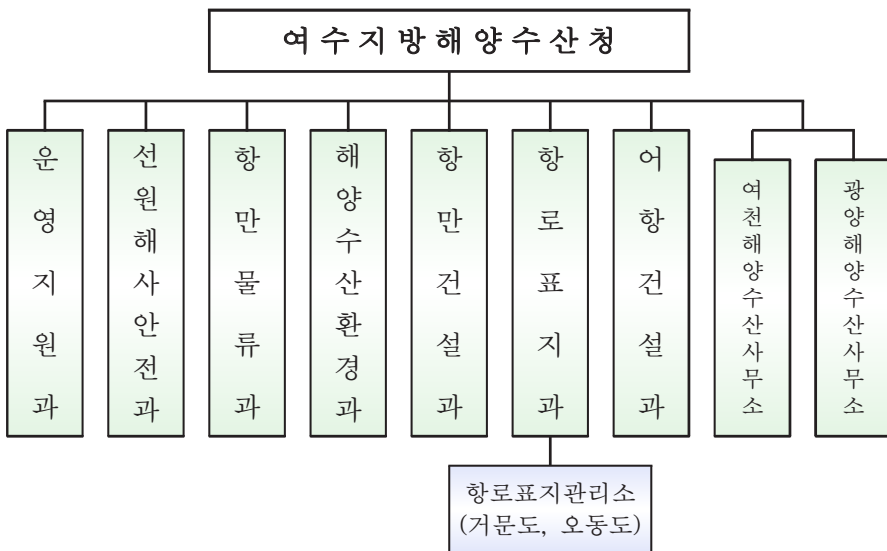 여수지방해양수산청
운영지원과
선원해사안전과
항만물류과
해양수산환경과
항만건설과
항로표지과
어항건설과
여천해양수산사무소
광양해양수산사무소
항로표지관리소
(거문도, 오동도)